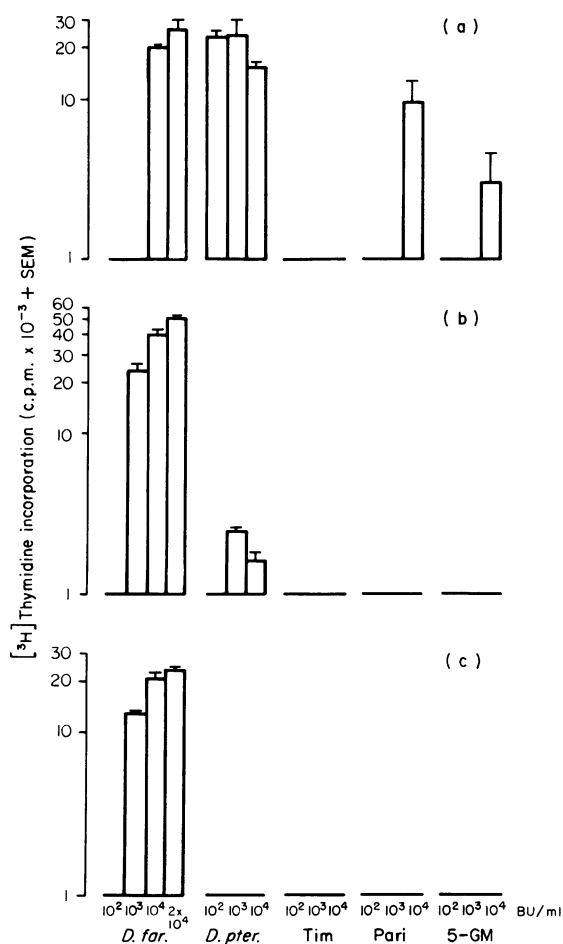 [³H]Thymidine incorporation (c.p.m. x 10⁻³ + SEM)
30
20
10
1
(a)
60
50
40
30
20
10
1
(b)
30
20
10
1
(c)
10² 10³ 10⁴ 2x 10⁴
10² 10³ 10⁴
10² 10³ 10⁴
10² 10³ 10⁴
10² 10³ 10⁴
BU/ml
D. far.
D. pter.
Tim
Pari
5-GM